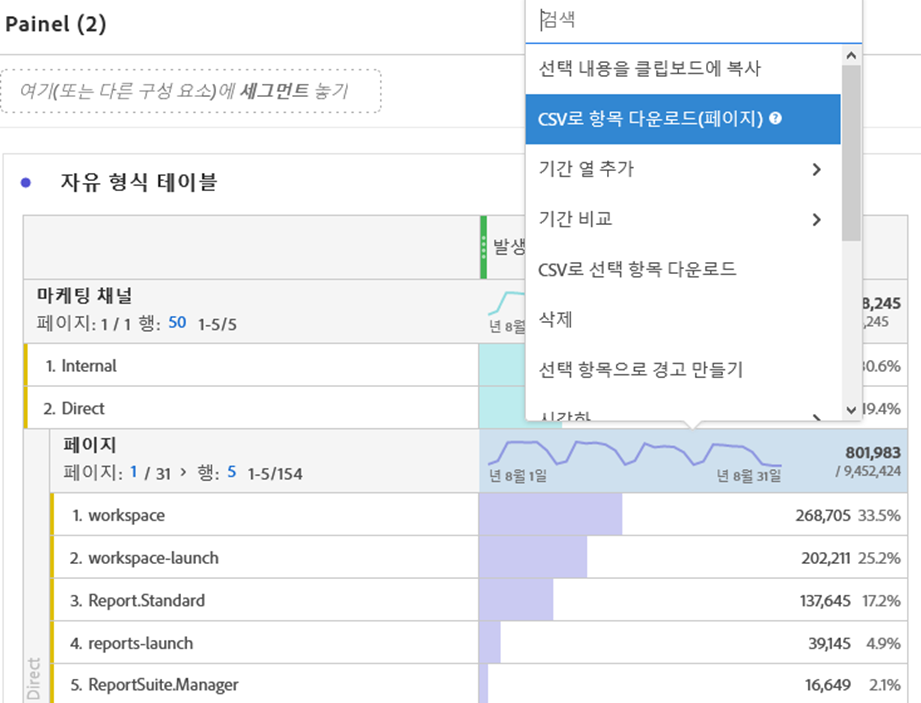 Painel (2)
검색
여기(또는 다른 구성 요소)에 세그먼트 놓기
선택 내용을 클립보드에 복사
CSV로 항목 다운로드(페이지)
기간 열 추가
기간 비교
CSV로 선택 항목 다운로드
삭제
선택 항목으로 경고 만들기
시각화
자유 형식 테이블
발생
마케팅 채널
페이지: 1 / 1 행: 50 1-5/5
년 8월
8,245
,245
1. Internal
30.6%
2. Direct
19.4%
페이지
페이지: 1 / 31 > 행: 5 1-5/154
년 8월 1일
년 8월 31일
801,983
/ 9,452,424
Direct
1. workspace 268,705 33.5%
2. workspace-launch 202,211 25.2%
3. Report.Standard 137,645 17.2%
4. reports-launch 39,145 4.9%
5. ReportSuite.Manager 16,649 2.1%